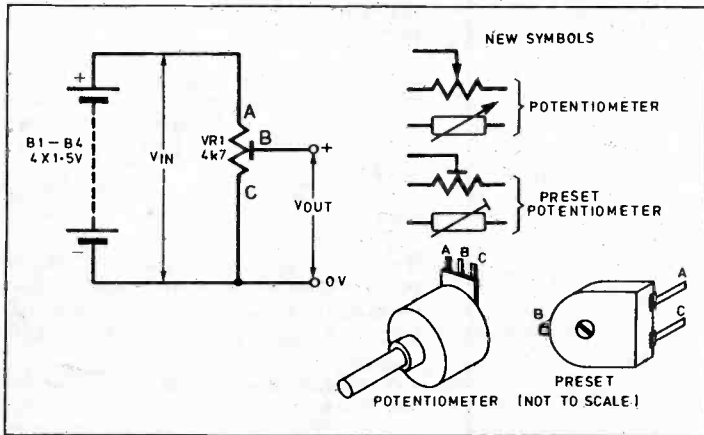 NEW SYMBOLS
POTENTIOMETER
PRESET
POTENTIOMETER
+
B1 – B4
4 X 1·5V
–
VIN
A
VR1
4k7
B
C
+
VOUT
0V
A B C
POTENTIOMETER
B
A
C
PRESET
(NOT TO SCALE)